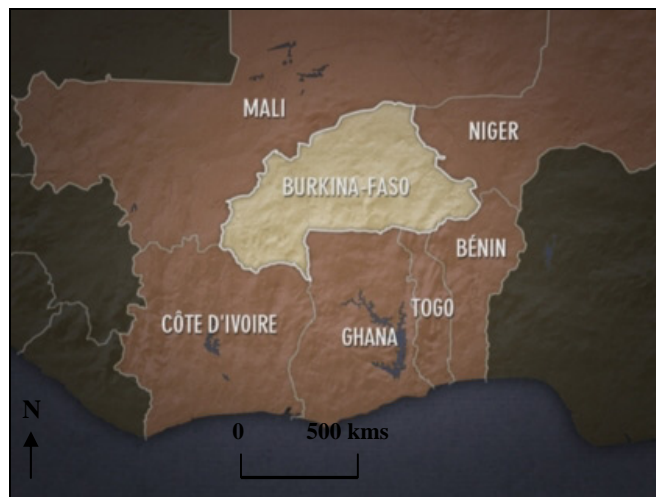 MALI
NIGER
BURKINA-FASO
BÉNIN
CÔTE D'IVOIRE
GHANA
TOGO
N
0 500 kms